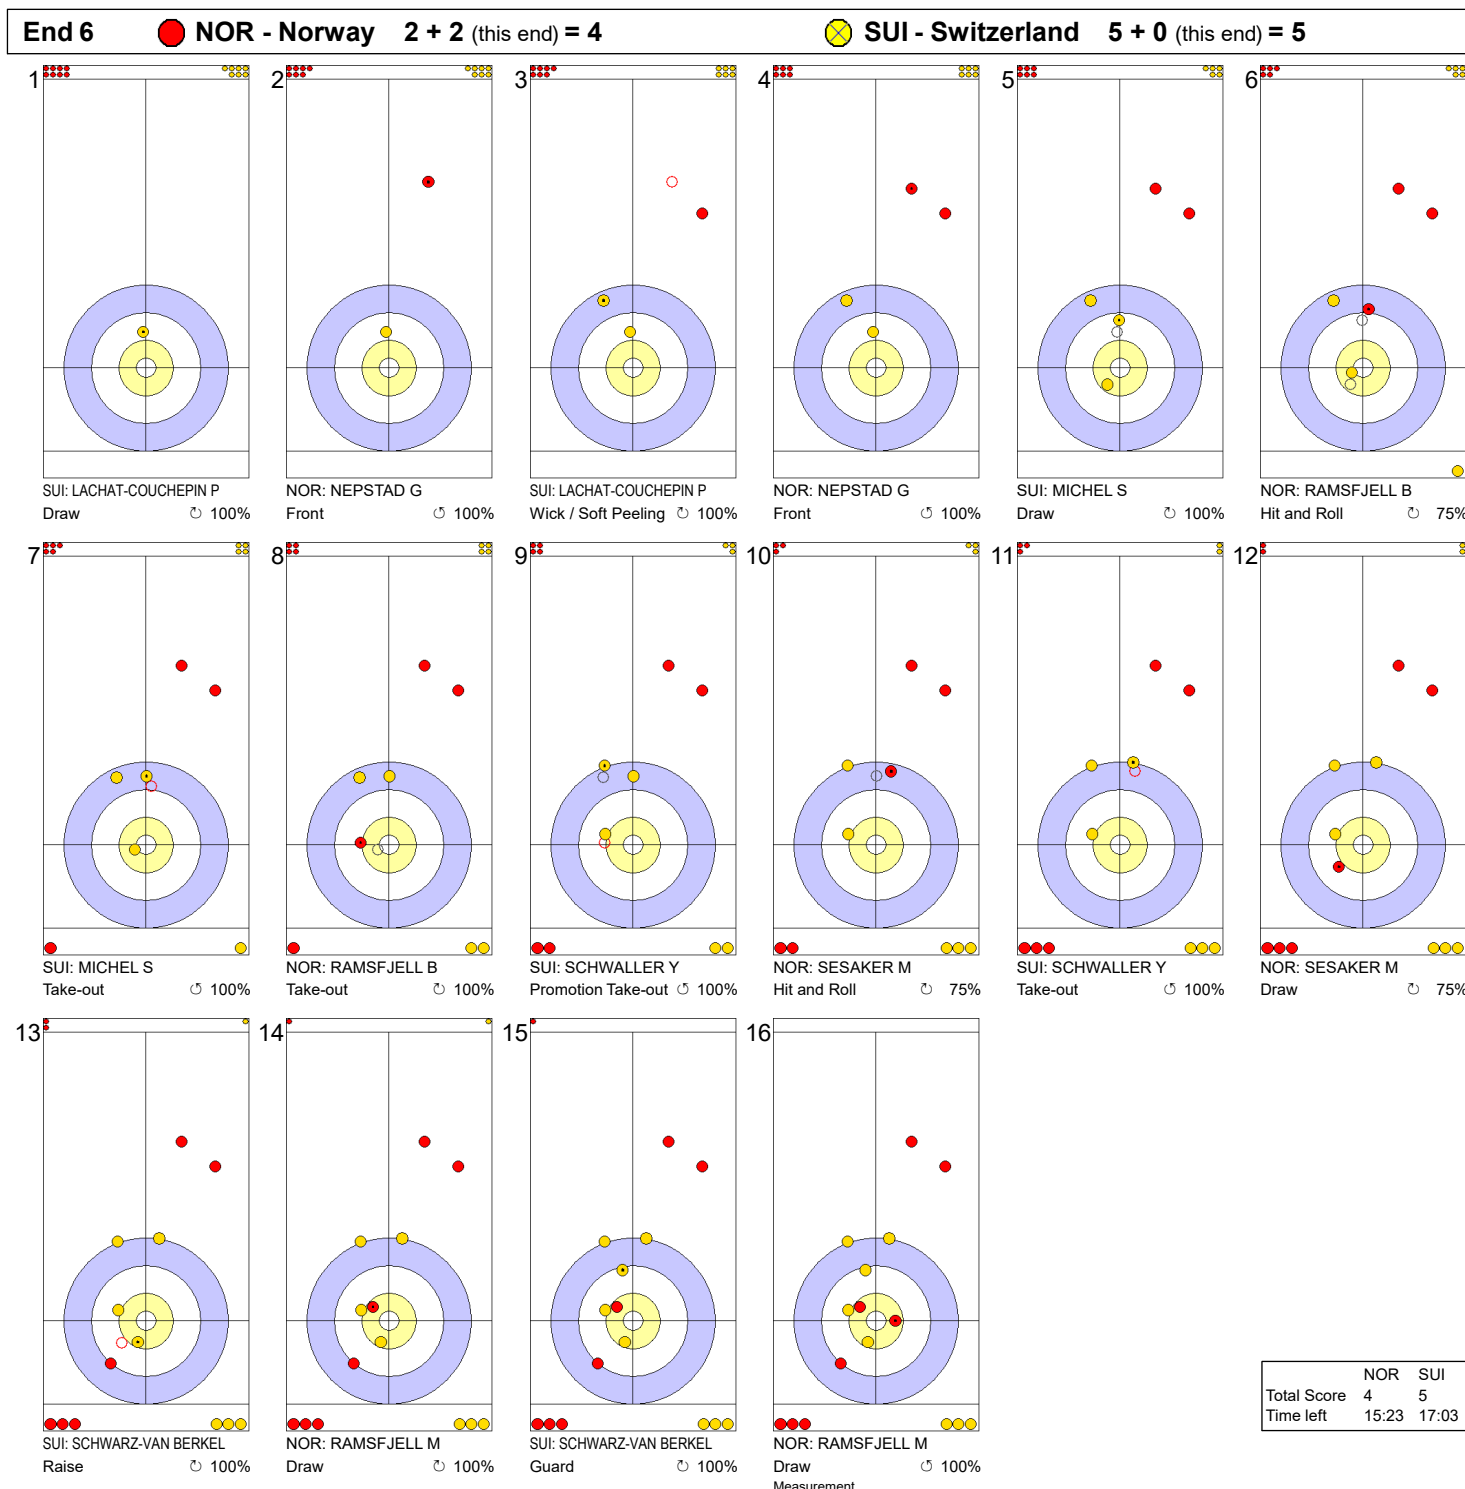 End 6 NOR - Norway 2 + 2 (this end) = 4 SUI - Switzerland 5 + 0 (this end) = 5
1 2 3 4 5 6
SUI: LACHAT-COUCHEPIN P NOR: NEPSTAD G SUI: LACHAT-COUCHEPIN P NOR: NEPSTAD G SUI: MICHEL S NOR: RAMSFJELL B
Draw ↻ 100% Front ↺ 100% Wick / Soft Peeling ↻ 100% Front ↺ 100% Draw ↻ 100% Hit and Roll ↻ 75%
7 8 9 10 11 12
SUI: MICHEL S NOR: RAMSFJELL B SUI: SCHWALLER Y NOR: SESAKER M SUI: SCHWALLER Y NOR: SESAKER M
Take-out ↺ 100% Take-out ↻ 100% Promotion Take-out ↺ 100% Hit and Roll ↻ 75% Take-out ↺ 100% Draw ↻ 75%
13 14 15 16
NOR SUI
Total Score 4 5
Time left 15:23 17:03
SUI: SCHWARZ-VAN BERKEL NOR: RAMSFJELL M SUI: SCHWARZ-VAN BERKEL NOR: RAMSFJELL M
Raise ↻ 100% Draw ↻ 100% Guard ↻ 100% Draw ↺ 100%
Measurement